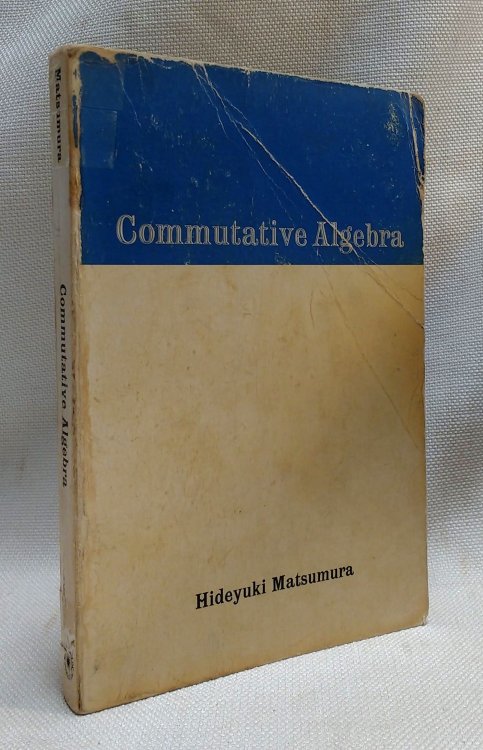 Matsumura
Commutative Algebra
Commutative Algebra
Hideyuki Matsumura